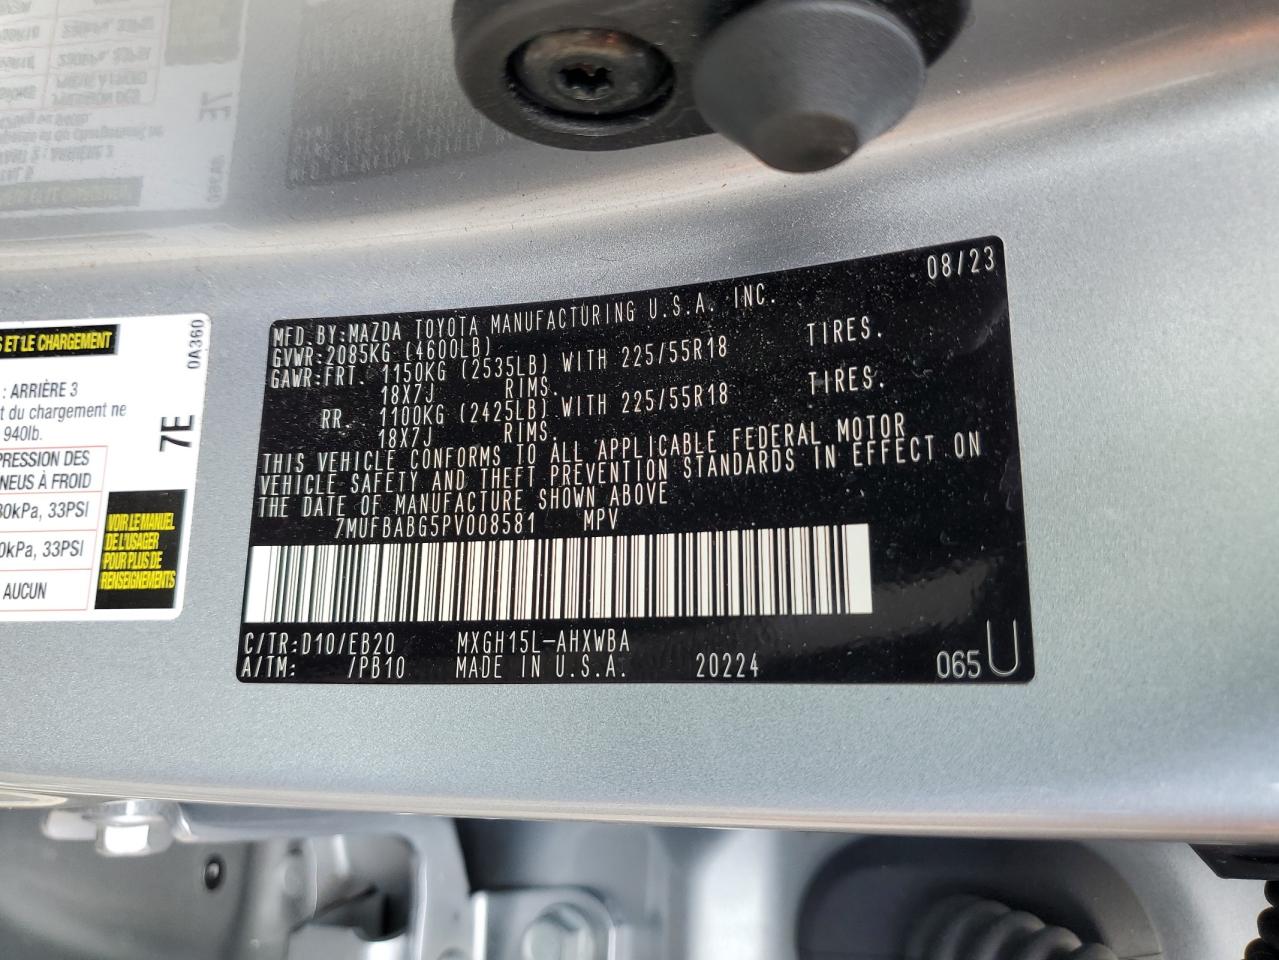 S ET LE CHARGEMENT
0A360
: ARRIÈRE 3
t du chargement ne
940lb.
7E
PRESSION DES
NEUS À FROID
30kPa, 33PSI
0kPa, 33PSI
AUCUN
VOIR LE MANUEL
DE L'USAGER
POUR PLUS DE
RENSEIGNEMENTS
08/23
MFD. BY:MAZDA TOYOTA MANUFACTURING U.S.A. INC.
GVWR:2085KG (4600LB)
GAWR:FRT. 1150KG (2535LB) WITH 225/55R18 TIRES.
18X7J RIMS.
RR. 1100KG (2425LB) WITH 225/55R18 TIRES.
18X7J RIMS.
THIS VEHICLE CONFORMS TO ALL APPLICABLE FEDERAL MOTOR
VEHICLE SAFETY AND THEFT PREVENTION STANDARDS IN EFFECT ON
THE DATE OF MANUFACTURE SHOWN ABOVE
7MUFBABG5PV008581 MPV
C/TR:D10/EB20 MXGH15L-AHXWBA
A/TM: /PB10 MADE IN U.S.A. 20224 065 U